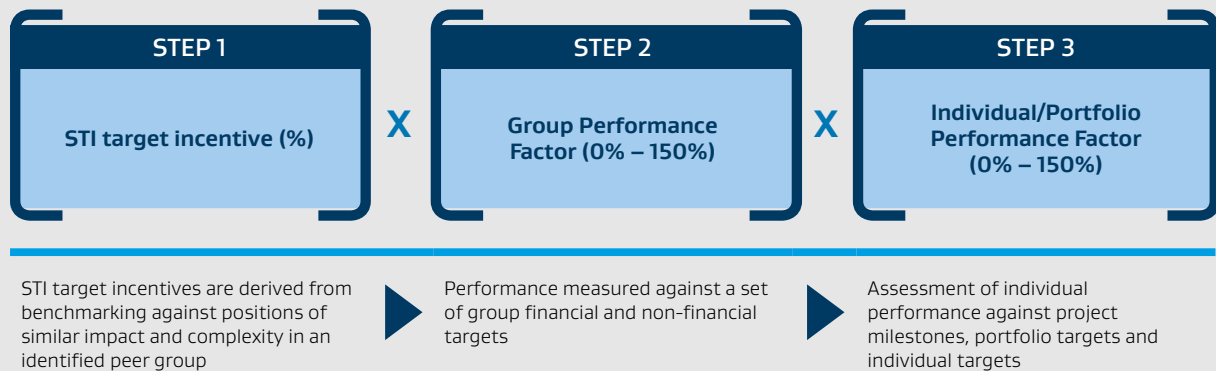 STEP 1
STI target incentive (%)
X
STEP 2
Group Performance
Factor (0% – 150%)
X
STEP 3
Individual/Portfolio
Performance Factor
(0% – 150%)
STI target incentives are derived from
benchmarking against positions of
similar impact and complexity in an
identified peer group
Performance measured against a set
of group financial and non-financial
targets
Assessment of individual
performance against project
milestones, portfolio targets and
individual targets